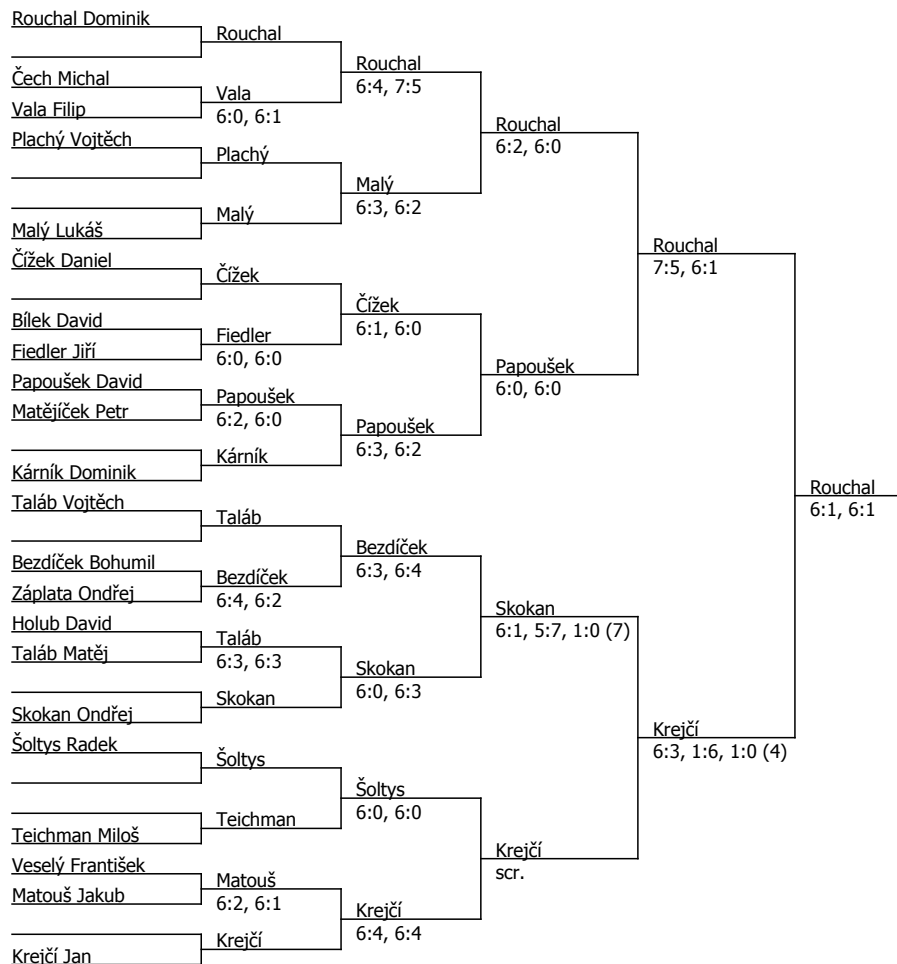 Rouchal Dominik
Čech Michal
Vala Filip
Plachý Vojtěch
Malý Lukáš
Čížek Daniel
Bílek David
Fiedler Jiří
Papoušek David
Matějíček Petr
Kárník Dominik
Taláb Vojtěch
Bezdíček Bohumil
Záplata Ondřej
Holub David
Taláb Matěj
Skokan Ondřej
Šoltys Radek
Teichman Miloš
Veselý František
Matouš Jakub
Krejčí Jan
Rouchal
Vala
6:0, 6:1
Plachý
Malý
Čížek
Fiedler
6:0, 6:0
Papoušek
6:2, 6:0
Kárník
Taláb
Bezdíček
6:4, 6:2
Taláb
6:3, 6:3
Skokan
Šoltys
Teichman
Matouš
6:2, 6:1
Krejčí
Rouchal
6:4, 7:5
Malý
6:3, 6:2
Čížek
6:1, 6:0
Papoušek
6:3, 6:2
Bezdíček
6:3, 6:4
Skokan
6:0, 6:3
Šoltys
6:0, 6:0
Krejčí
6:4, 6:4
Rouchal
6:2, 6:0
Papoušek
6:0, 6:0
Skokan
6:1, 5:7, 1:0 (7)
Krejčí
scr.
Rouchal
7:5, 6:1
Krejčí
6:3, 1:6, 1:0 (4)
Rouchal
6:1, 6:1